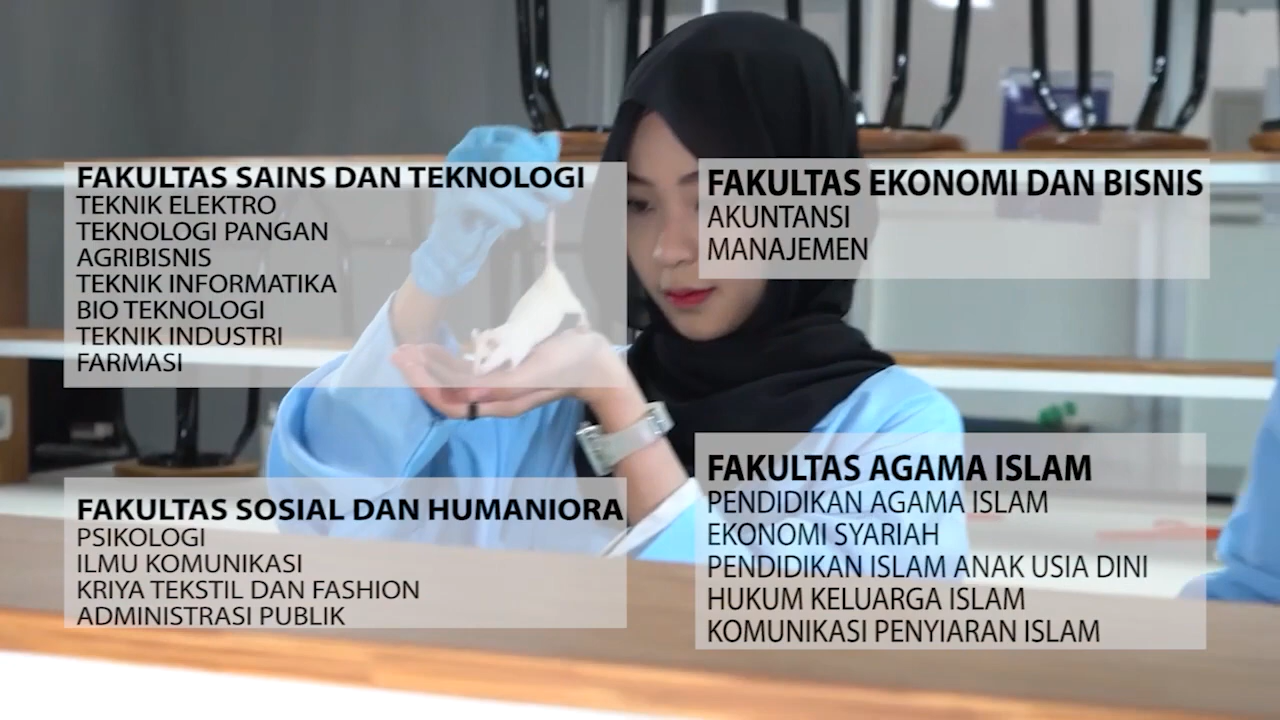 FAKULTAS SAINS DAN TEKNOLOGI
TEKNIK ELEKTRO
TEKNOLOGI PANGAN
AGRIBISNIS
TEKNIK INFORMATIKA
BIO TEKNOLOGI
TEKNIK INDUSTRI
FARMASI
FAKULTAS EKONOMI DAN BISNIS
AKUNTANSI
MANAJEMEN
FAKULTAS SOSIAL DAN HUMANIORA
PSIKOLOGI
ILMU KOMUNIKASI
KRIYA TEKSTIL DAN FASHION
ADMINISTRASI PUBLIK
FAKULTAS AGAMA ISLAM
PENDIDIKAN AGAMA ISLAM
EKONOMI SYARIAH
PENDIDIKAN ISLAM ANAK USIA DINI
HUKUM KELUARGA ISLAM
KOMUNIKASI PENYIARAN ISLAM